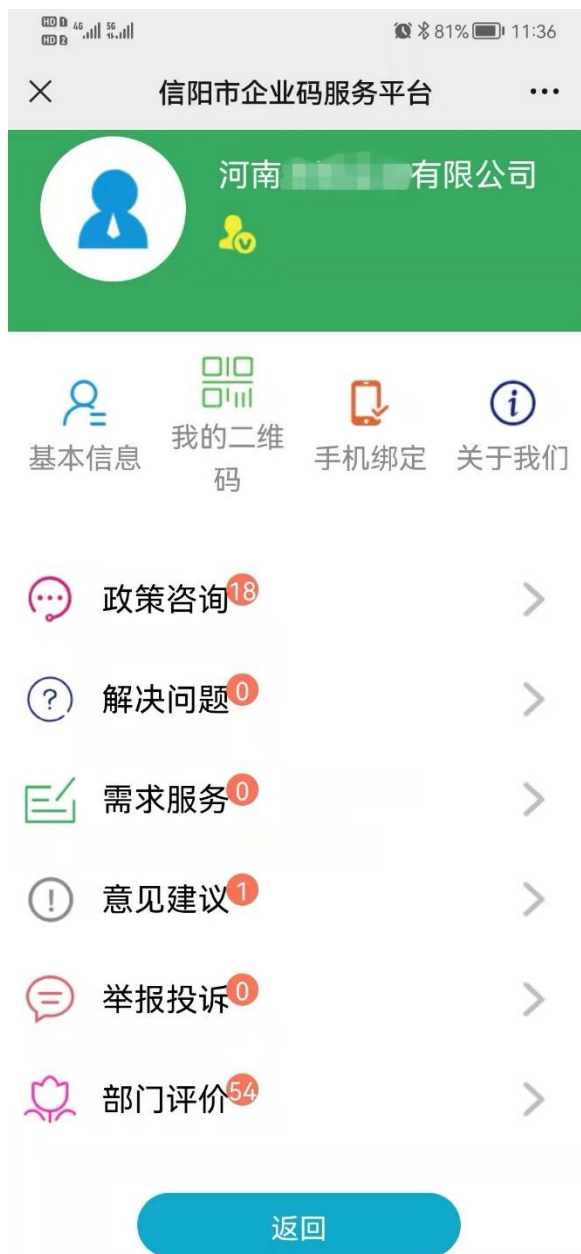 HD 1 4G 5G 81% 11:36
HD 2
信阳市企业码服务平台
河南 有限公司
基本信息
我的二维
码
手机绑定
关于我们
政策咨询 18
解决问题 0
需求服务 0
意见建议 1
举报投诉 0
部门评价 54
返回